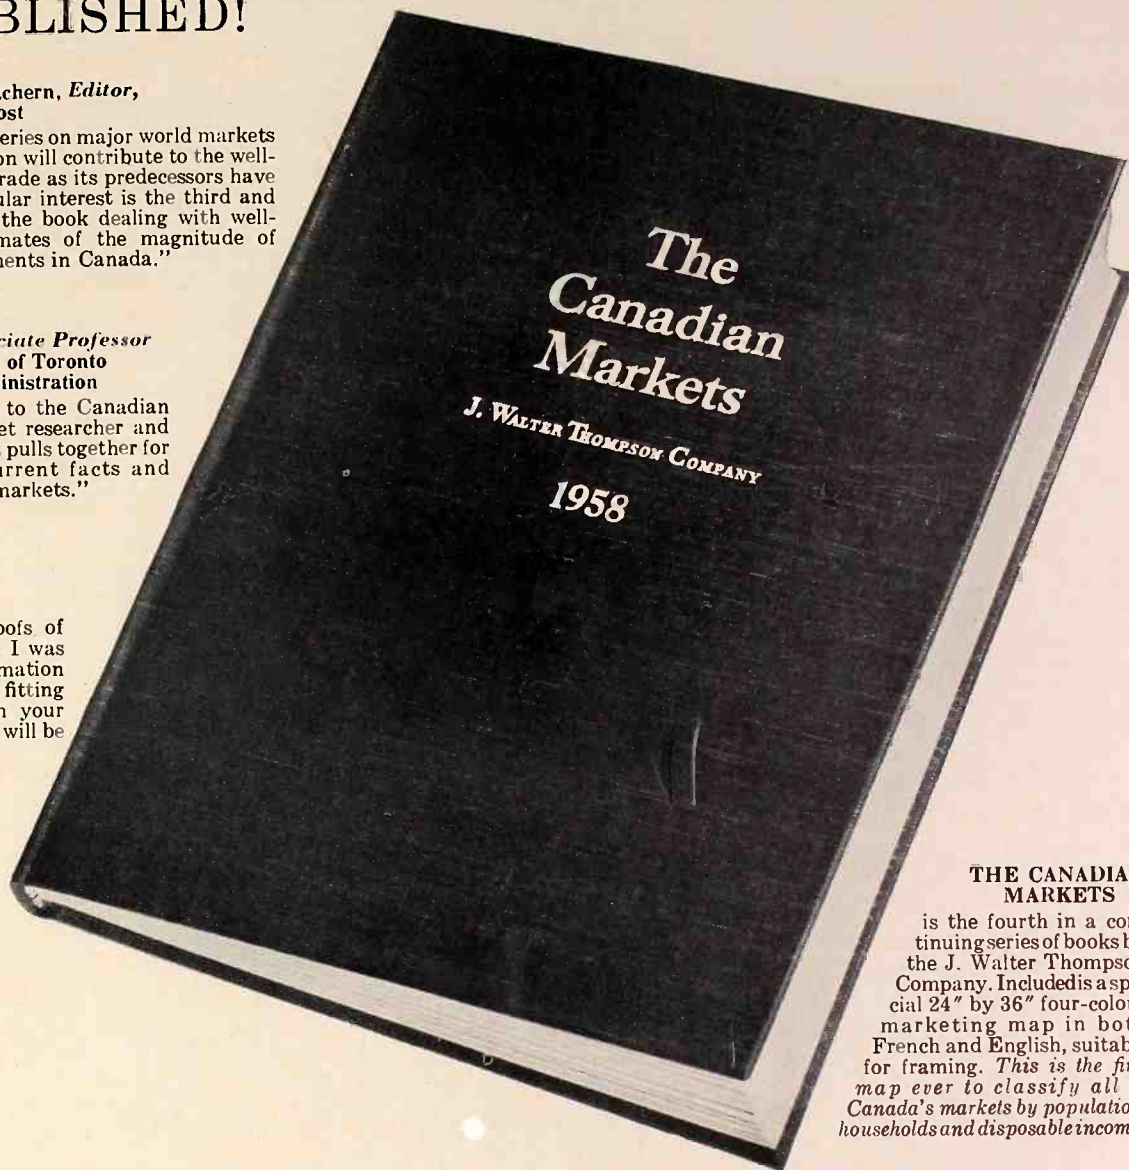 BLISHED!
chern, Editor,
ost
eries on major world markets
on will contribute to the well-
rade as its predecessors have
ular interest is the third and
the book dealing with well-
mates of the magnitude of
nents in Canada."
ciate Professor
of Toronto
inistration
to the Canadian
et researcher and
pulls together for
urrent facts and
markets."
oofs of
I was
mation
fitting
n your
will be
The
Canadian
Markets
J. Walter Thompson Company
1958
THE CANADIA
MARKETS
is the fourth in a con
tinuing series of books b
the J. Walter Thompso
Company. Included is a sp
cial 24" by 36" four-colou
marketing map in bot
French and English, suitab
for framing. This is the fir
map ever to classify all
Canada's markets by populatio
households and disposable incom